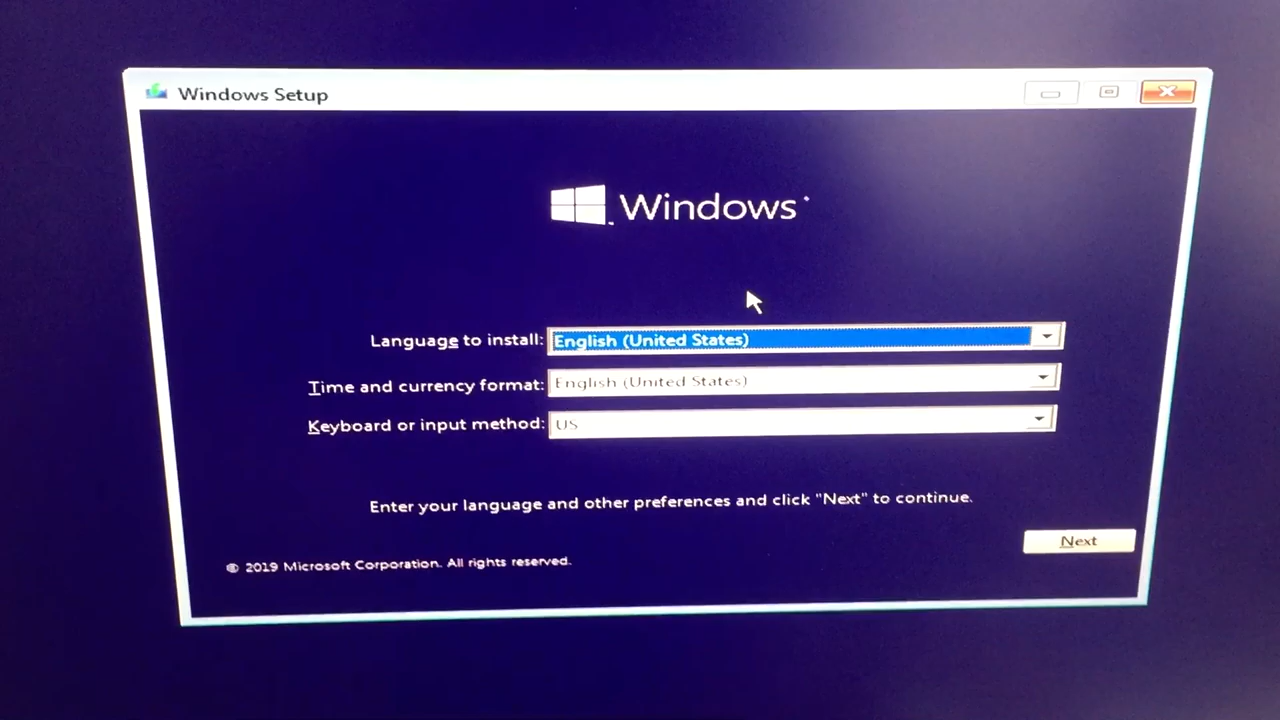 Windows Setup
Windows
Language to install: English (United States)
Time and currency format: English (United States)
Keyboard or input method: US
Enter your language and other preferences and click "Next" to continue.
Next
© 2019 Microsoft Corporation. All rights reserved.